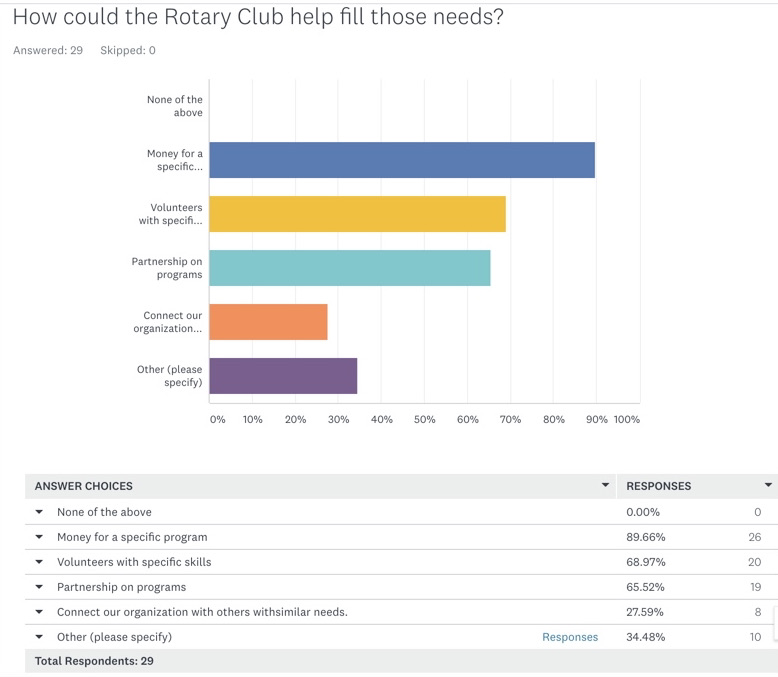 How could the Rotary Club help fill those needs?
Answered: 29 Skipped: 0
None of the
above
Money for a
specific...
Volunteers
with specifi...
Partnership on
programs
Connect our
organization...
Other (please
specify)
0% 10% 20% 30% 40% 50% 60% 70% 80% 90% 100%
ANSWER CHOICES RESPONSES
None of the above 0.00% 0
Money for a specific program 89.66% 26
Volunteers with specific skills 68.97% 20
Partnership on programs 65.52% 19
Connect our organization with others withsimilar needs. 27.59% 8
Other (please specify) Responses 34.48% 10
Total Respondents: 29